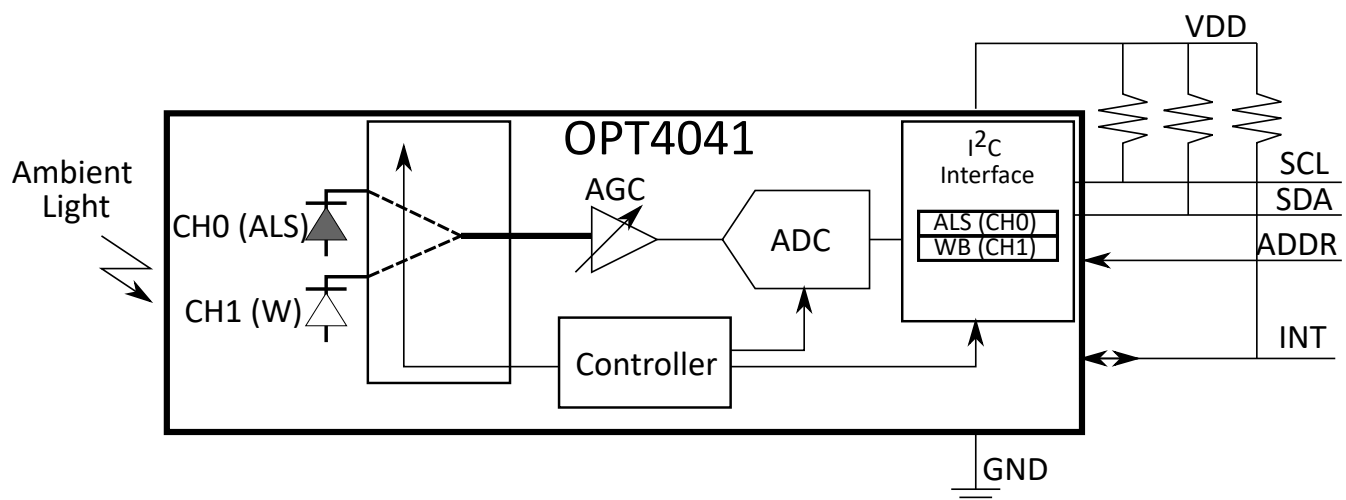 VDD
OPT4041
Ambient
Light
CH0 (ALS)
CH1 (W)
AGC
ADC
Controller
I²C
Interface
ALS (CH0)
WB (CH1)
SCL
SDA
ADDR
INT
GND